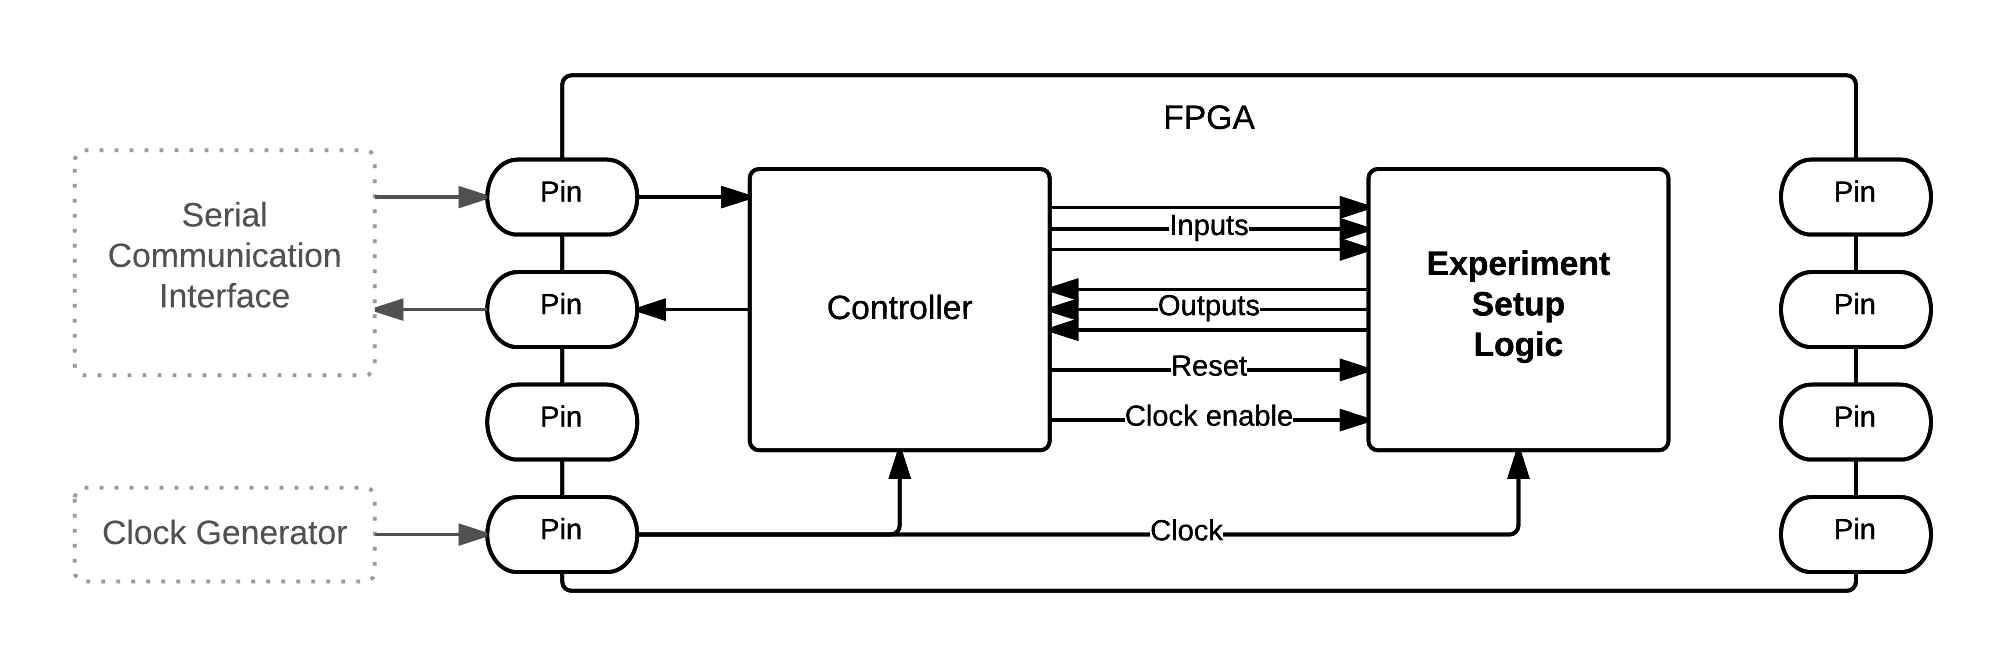 FPGA
Serial
Communication
Interface
Clock Generator
Pin
Pin
Pin
Pin
Controller
Inputs
Outputs
Reset
Clock enable
Clock
Experiment
Setup
Logic
Pin
Pin
Pin
Pin